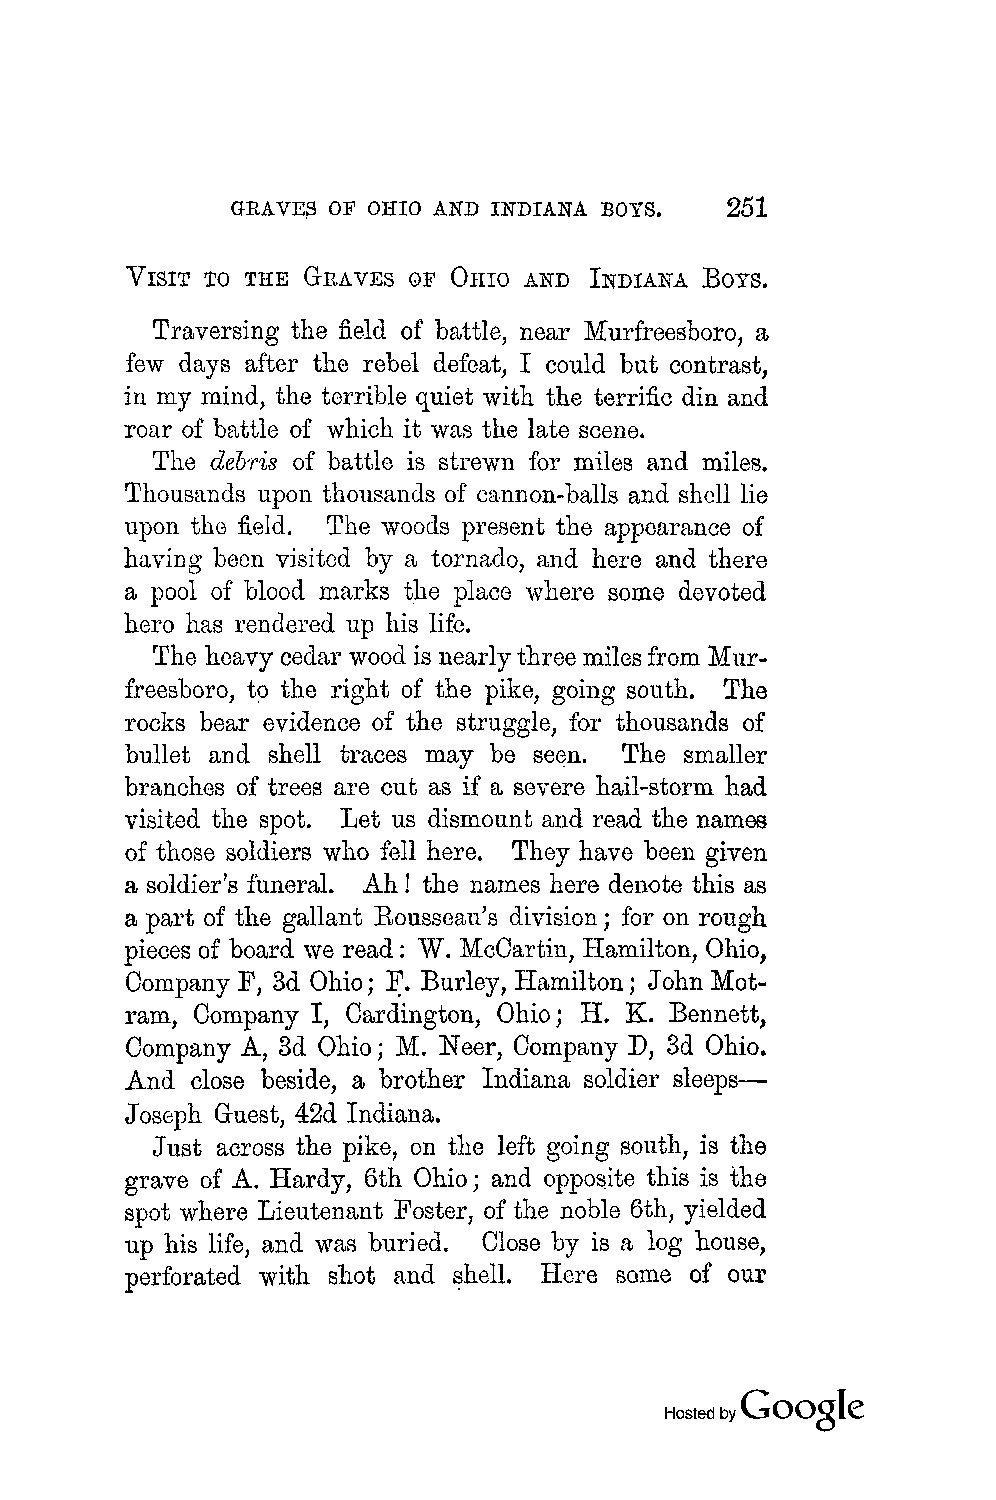 GRAVES OF OHIO AND INDIANA BOYS. 251
VISIT TO THE GRAVES OF OHIO AND INDIANA BOYS.
Traversing the field of battle, near Murfreesboro, a
few days after the rebel defeat, I could but contrast,
in my mind, the terrible quiet with the terrific din and
roar of battle of which it was the late scene.
The debris of battle is strewn for miles and miles.
Thousands upon thousands of cannon-balls and shell lie
upon the field. The woods present the appearance of
having been visited by a tornado, and here and there
a pool of blood marks the place where some devoted
hero has rendered up his life.
The heavy cedar wood is nearly three miles from Mur-
freesboro, to the right of the pike, going south. The
rocks bear evidence of the struggle, for thousands of
bullet and shell traces may be seen. The smaller
branches of trees are cut as if a severe hail-storm had
visited the spot. Let us dismount and read the names
of those soldiers who fell here. They have been given
a soldier's funeral. Ah! the names here denote this as
a part of the gallant Rousseau's division; for on rough
pieces of board we read: W. McCartin, Hamilton, Ohio,
Company F, 3d Ohio; F. Burley, Hamilton; John Mot-
ram, Company I, Cardington, Ohio; H. K. Bennett,
Company A, 3d Ohio; M. Neer, Company D, 3d Ohio.
And close beside, a brother Indiana soldier sleeps—
Joseph Guest, 42d Indiana.
Just across the pike, on the left going south, is the
grave of A. Hardy, 6th Ohio; and opposite this is the
spot where Lieutenant Foster, of the noble 6th, yielded
up his life, and was buried. Close by is a log house,
perforated with shot and shell. Here some of our
Hosted by Google